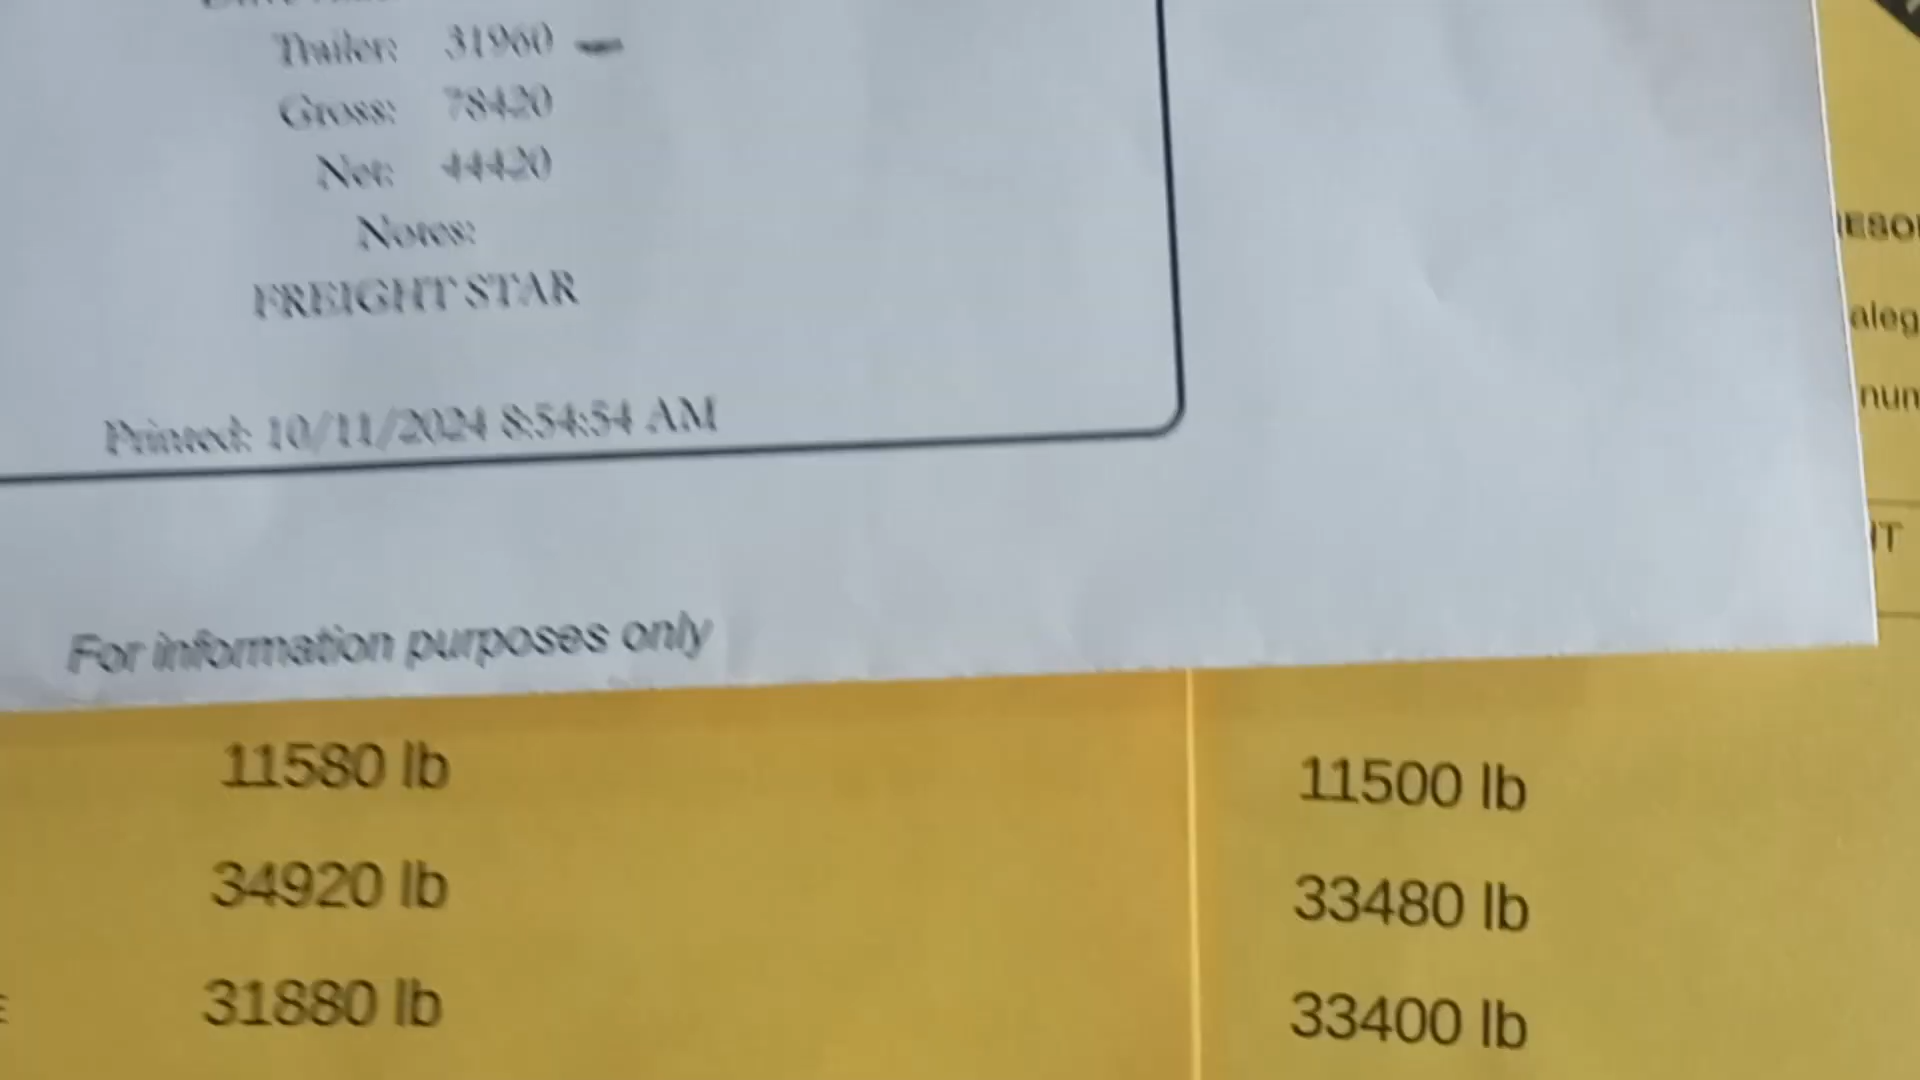 Trailer: 31960
Gross: 78420
Net: 44420
Notes:
FREIGHT STAR
Printed: 10/11/2024 8:54:54 AM
For information purposes only
11580 lb 11500 lb
34920 lb 33480 lb
31880 lb 33400 lb